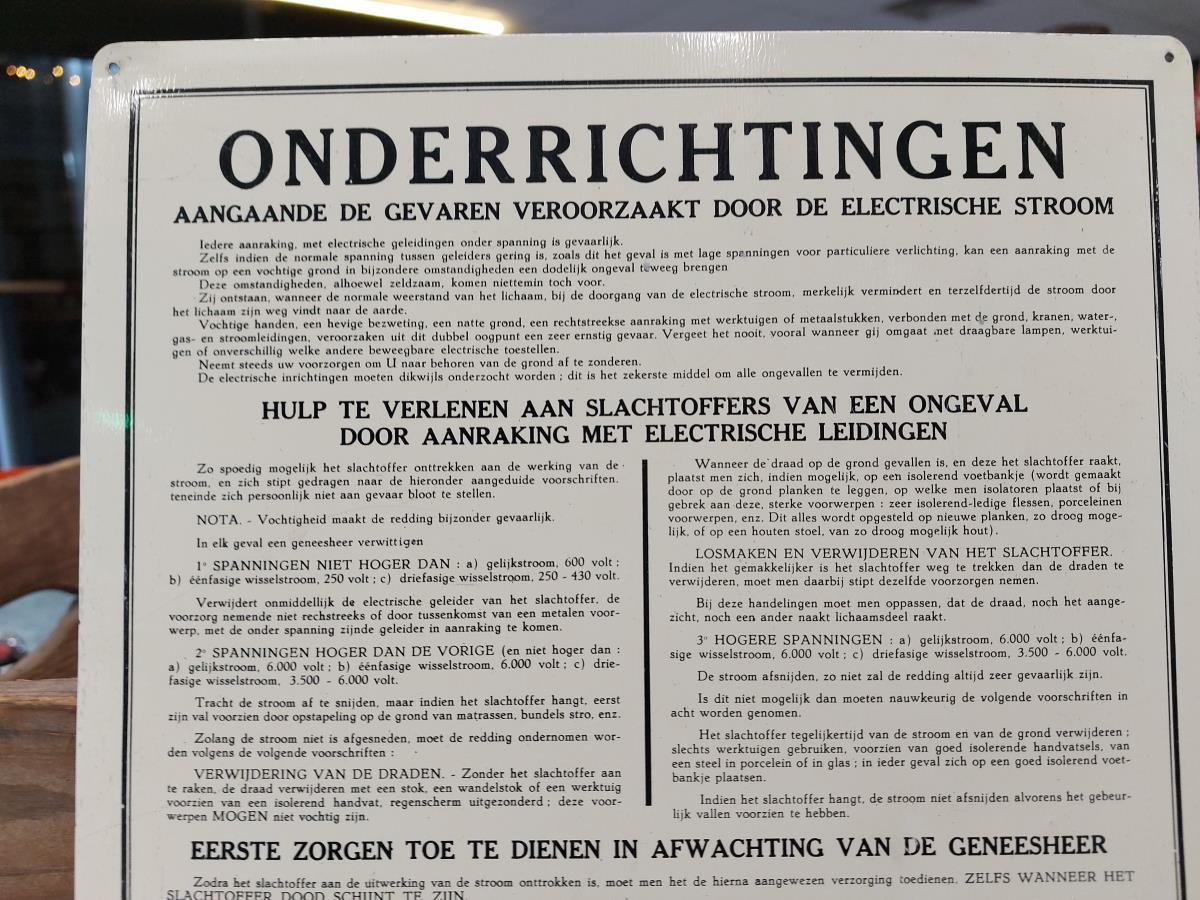 ONDERRICHTINGEN
AANGAANDE DE GEVAREN VEROORZAAKT DOOR DE ELECTRISCHE STROOM
Iedere aanraking, met electrische geleidingen onder spanning is gevaarlijk.
Zelfs indien de normale spanning tussen geleiders gering is, zoals dit het geval is met lage spanningen voor particuliere verlichting, kan een aanraking met de
stroom op een vochtige grond in bijzondere omstandigheden een dodelijk ongeval teweeg brengen
Deze omstandigheden, alhoewel zeldzaam, komen niettemin toch voor.
Zij ontstaan, wanneer de normale weerstand van het lichaam, bij de doorgang van de electrische stroom, merkelijk vermindert en terzelfdertijd de stroom door
het lichaam zijn weg vindt naar de aarde.
Vochtige handen, een hevige bezweting, een natte grond, een rechtstreekse aanraking met werktuigen of metaalstukken, verbonden met de grond, kranen, water-,
gas- en stroomleidingen, veroorzaken uit dit dubbel oogpunt een zeer ernstig gevaar. Vergeet het nooit, vooral wanneer gij omgaat met draagbare lampen, werktui-
gen of onverschillig welke andere beweegbare electrische toestellen.
Neemt steeds uw voorzorgen om U naar behoren van de grond af te zonderen.
De electrische inrichtingen moeten dikwijls onderzocht worden ; dit is het zekerste middel om alle ongevallen te vermijden.
HULP TE VERLENEN AAN SLACHTOFFERS VAN EEN ONGEVAL
DOOR AANRAKING MET ELECTRISCHE LEIDINGEN
Zo spoedig mogelijk het slachtoffer onttrekken aan de werking van de
stroom, en zich stipt gedragen naar de hieronder aangeduide voorschriften.
teneinde zich persoonlijk niet aan gevaar bloot te stellen.
NOTA. - Vochtigheid maakt de redding bijzonder gevaarlijk.
In elk geval een geneesheer verwittigen
1° SPANNINGEN NIET HOGER DAN : a) gelijkstroom, 600 volt ;
b) éénfasige wisselstroom, 250 volt ; c) driefasige wisselstroom, 250 - 430 volt.
Verwijdert onmiddellijk de electrische geleider van het slachtoffer, de
voorzorg nemende niet rechstreeks of door tussenkomst van een metalen voor-
werp, met de onder spanning zijnde geleider in aanraking te komen.
2° SPANNINGEN HOGER DAN DE VORIGE (en niet hoger dan :
a) gelijkstroom, 6.000 volt ; b) éénfasige wisselstroom, 6.000 volt ; c) drie-
fasige wisselstroom, 3.500 - 6.000 volt.
Tracht de stroom af te snijden, maar indien het slachtoffer hangt, eerst
zijn val voorzien door opstapeling op de grond van matrassen, bundels stro, enz.
Zolang de stroom niet is afgesneden, moet de redding ondernomen wor-
den volgens de volgende voorschriften :
VERWIJDERING VAN DE DRADEN. - Zonder het slachtoffer aan
te raken, de draad verwijderen met een stok, een wandelstok of een werktuig
voorzien van een isolerend handvat, regenscherm uitgezonderd ; deze voor-
werpen MOGEN niet vochtig zijn.
Wanneer de draad op de grond gevallen is, en deze het slachtoffer raakt,
plaatst men zich, indien mogelijk, op een isolerend voetbankje (wordt gemaakt
door op de grond planken te leggen, op welke men isolatoren plaatst of bij
gebrek aan deze, sterke voorwerpen : zeer isolerend-ledige flessen, porceleinen
voorwerpen, enz. Dit alles wordt opgesteld op nieuwe planken, zo droog moge-
lijk, of op een houten stoel, van zo droog mogelijk hout).
LOSMAKEN EN VERWIJDEREN VAN HET SLACHTOFFER.
Indien het gemakkelijker is het slachtoffer weg te trekken dan de draden te
verwijderen, moet men daarbij stipt dezelfde voorzorgen nemen.
Bij deze handelingen moet men oppassen, dat de draad, noch het aange-
zicht, noch een ander naakt lichaamsdeel raakt.
3° HOGERE SPANNINGEN : a) gelijkstroom, 6.000 volt ; b) éénfa-
sige wisselstroom, 6.000 volt ; c) driefasige wisselstroom, 3.500 - 6.000 volt.
De stroom afsnijden, zo niet zal de redding altijd zeer gevaarlijk zijn.
Is dit niet mogelijk dan moeten nauwkeurig de volgende voorschriften in
acht worden genomen.
Het slachtoffer tegelijkertijd van de stroom en van de grond verwijderen ;
slechts werktuigen gebruiken, voorzien van goed isolerende handvatsels, van
een steel in porcelein of in glas ; in ieder geval zich op een goed isolerend voet-
bankje plaatsen.
Indien het slachtoffer hangt, de stroom niet afsnijden alvorens het gebeur-
lijk vallen voorzien te hebben.
EERSTE ZORGEN TOE TE DIENEN IN AFWACHTING VAN DE GENEESHEER
Zodra het slachtoffer aan de uitwerking van de stroom onttrokken is, moet men het de hierna aangewezen verzorging toedienen. ZELFS WANNEER HET
SLACHTOFFER DOOD SCHIJNT TE ZIJN.